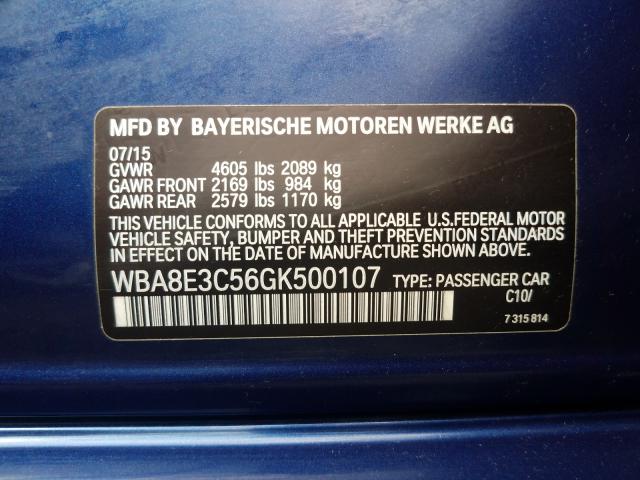 MFD BY BAYERISCHE MOTOREN WERKE AG
07/15
GVWR 4605 lbs 2089 kg
GAWR FRONT 2169 lbs 984 kg
GAWR REAR 2579 lbs 1170 kg
THIS VEHICLE CONFORMS TO ALL APPLICABLE U.S.FEDERAL MOTOR
VEHICLE SAFETY, BUMPER AND THEFT PREVENTION STANDARDS
IN EFFECT ON THE DATE OF MANUFACTURE SHOWN ABOVE.
WBA8E3C56GK500107 TYPE: PASSENGER CAR
C10/
7 315 814